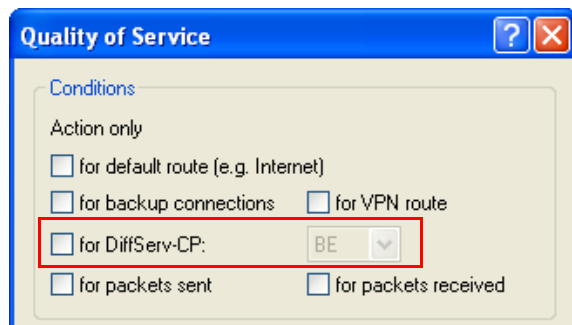 Quality of Service
Conditions
Action only
for default route (e.g. Internet)
for backup connections for VPN route
for DiffServ-CP: BE
for packets sent for packets received